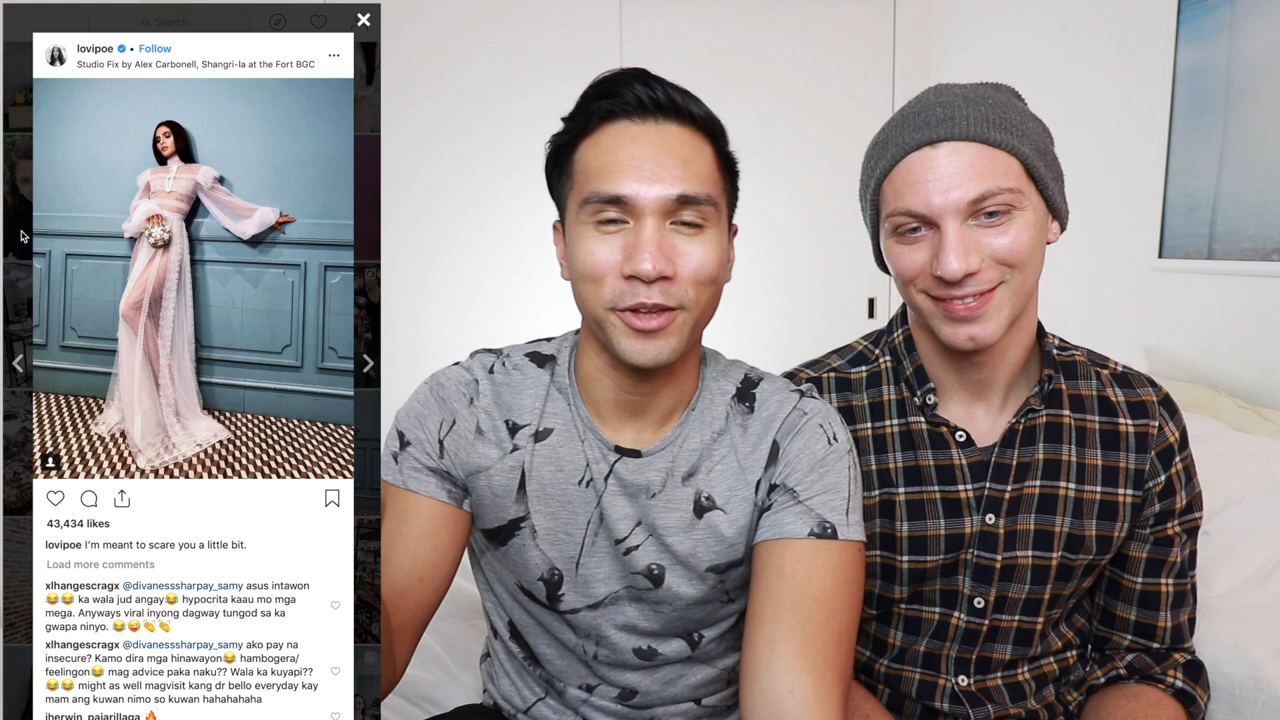 Search
lovipoe • Follow
Studio Fix by Alex Carbonell, Shangri-la at the Fort BGC
43,434 likes
lovipoe I'm meant to scare you a little bit.
Load more comments
xlhangescragx @divanesssharpay_samy asus intawon
😂😂 ka wala jud angay😂 hypocrita kaau mo mga
mega. Anyways viral inyong dagway tungod sa ka
gwapa ninyo. 😂😜👏👏
xlhangescragx @divanesssharpay_samy ako pay na
insecure? Kamo dira mga hinawayon😂 hambogera/
feelingon😂 mag advice paka naku?? Wala ka kuyapi??
😂😂 might as well magvisit kang dr bello everyday kay
mam ang kuwan nimo so kuwan hahahahaha
iherwin_pajarillaga 🔥